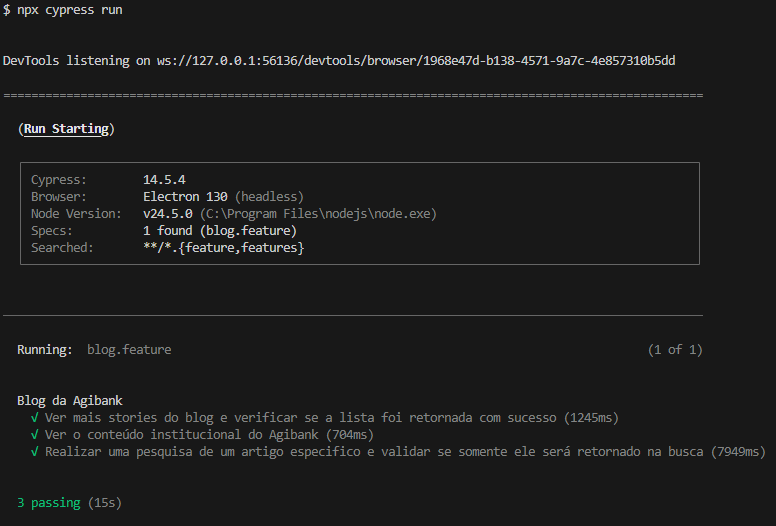 $ npx cypress run
DevTools listening on ws://127.0.0.1:56136/devtools/browser/1968e47d-b138-4571-9a7c-4e857310b5dd
====================================================================================================
(Run Starting)
Cypress: 14.5.4
Browser: Electron 130 (headless)
Node Version: v24.5.0 (C:\Program Files\nodejs\node.exe)
Specs: 1 found (blog.feature)
Searched: **/*.{feature,features}
Running: blog.feature (1 of 1)
Blog da Agibank
√ Ver mais stories do blog e verificar se a lista foi retornada com sucesso (1245ms)
√ Ver o conteúdo institucional do Agibank (704ms)
√ Realizar uma pesquisa de um artigo especifico e validar se somente ele será retornado na busca (7949ms)
3 passing (15s)